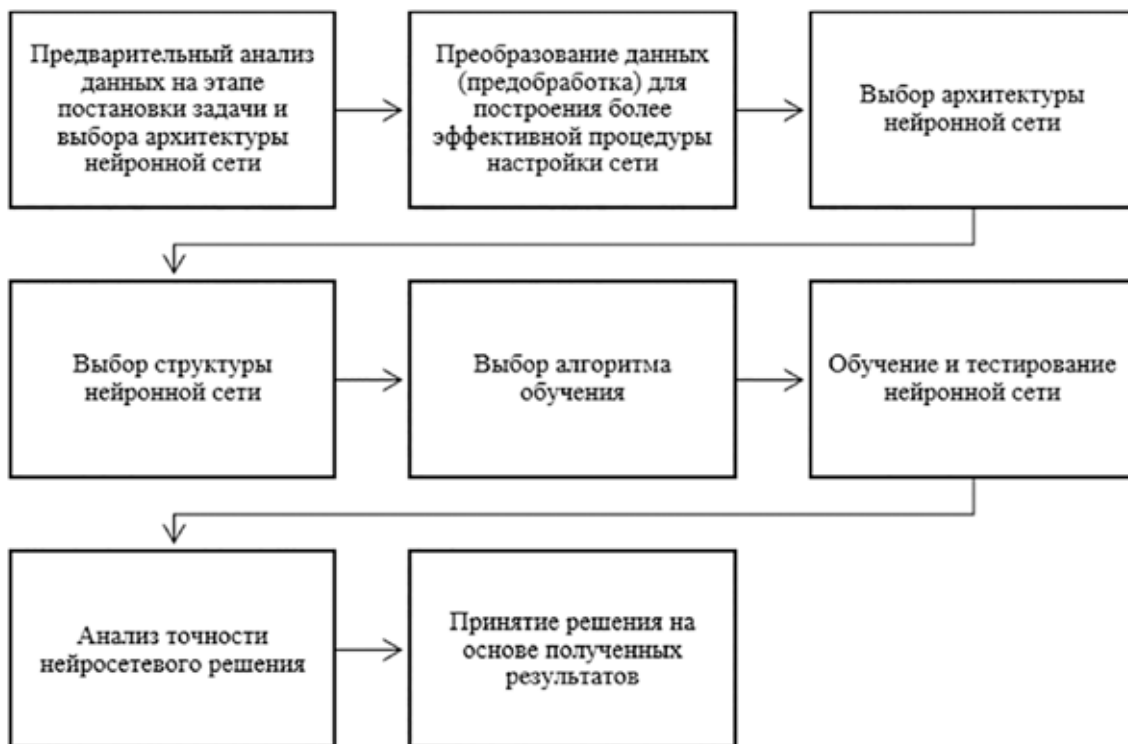 Предварительный анализ
данных на этапе
постановки задачи и
выбора архитектуры
нейронной сети
Преобразование данных
(предобработка) для
построения более
эффективной процедуры
настройки сети
Выбор архитектуры
нейронной сети
Выбор структуры
нейронной сети
Выбор алгоритма
обучения
Обучение и тестирование
нейронной сети
Анализ точности
нейросетевого решения
Принятие решения на
основе полученных
результатов